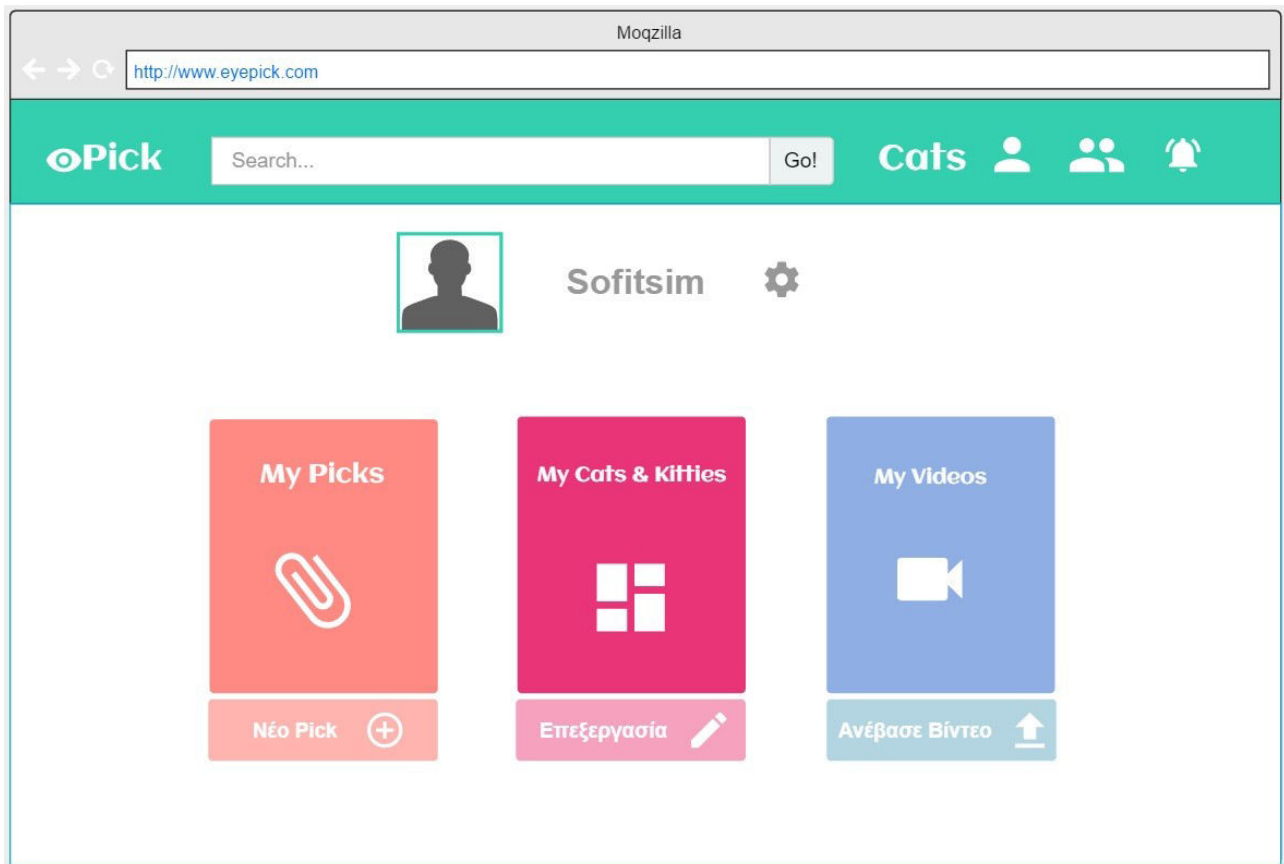 Moqzilla
http://www.eyepick.com
Pick
Search...
Go!
Cats
Sofitsim
My Picks
My Cats & Kitties
My Videos
Νέο Pick
Επεξεργασία
Ανέβασε Βίντεο